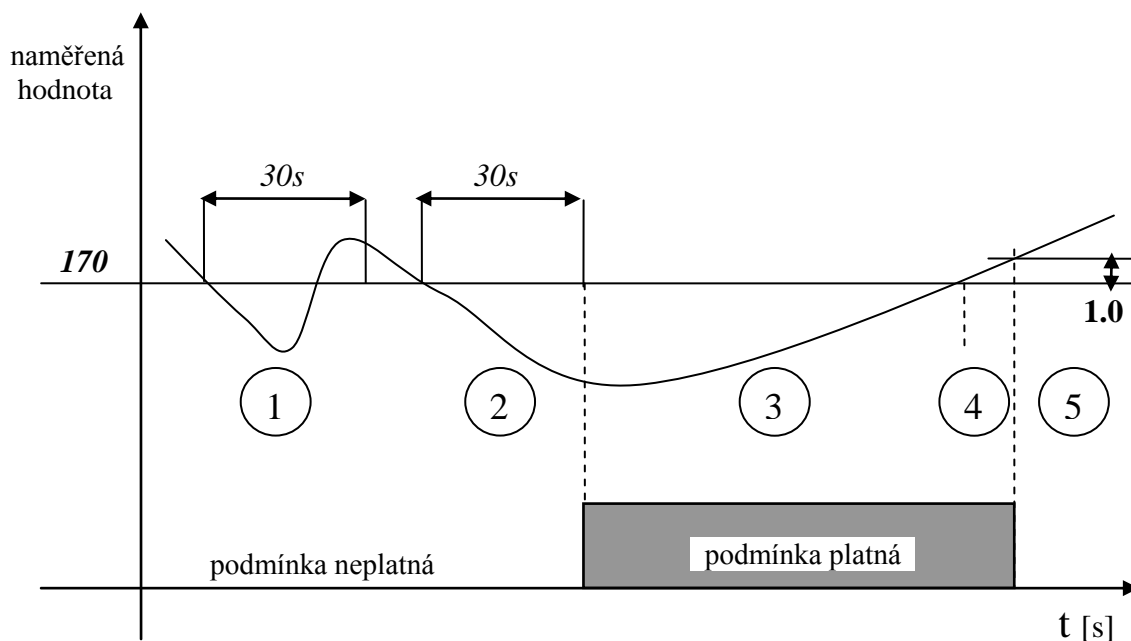 naměřená
hodnota
30s
30s
170
1.0
1
2
3
4
5
podmínka neplatná
podmínka platná
t [s]